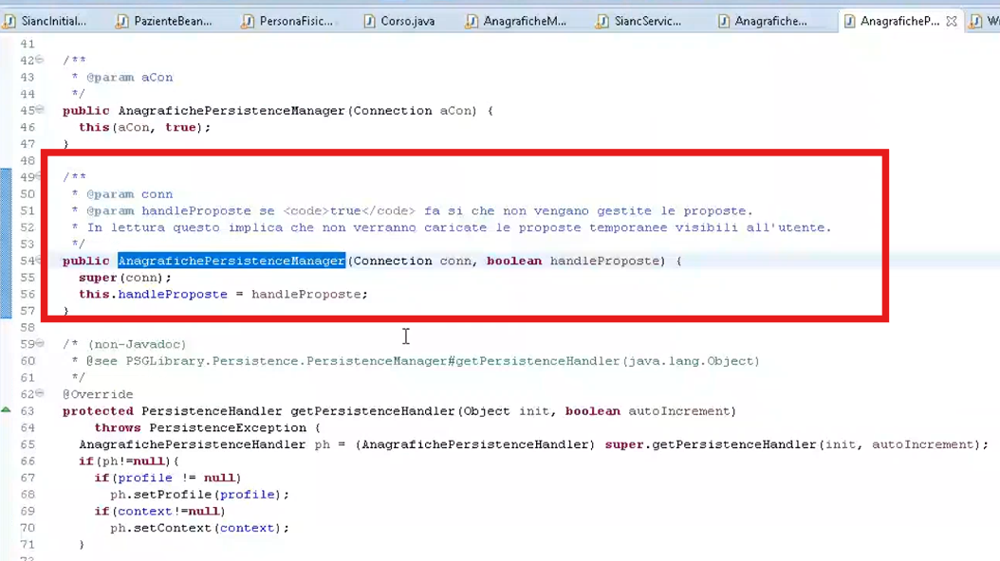 SiancInitial...
PazienteBean...
PersonaFisic...
Corso.java
AnagraficheM...
SiancServic...
Anagrafiche...
AnagraficheP...
41
42 /**
43 * @param aCon
44 */
45 public AnagrafichePersistenceManager(Connection aCon) {
46 this(aCon, true);
47 }
48
49 /**
50 * @param conn
51 * @param handleProposte se <code>true</code> fa si che non vengano gestite le proposte.
52 * In lettura questo implica che non verranno caricate le proposte temporanee visibili all'utente.
53 */
54 public AnagrafichePersistenceManager(Connection conn, boolean handleProposte) {
55 super(conn);
56 this.handleProposte = handleProposte;
57 }
58
59 /* (non-Javadoc)
60 * @see PSGLibrary.Persistence.PersistenceManager#getPersistenceHandler(java.lang.Object)
61 */
62 @Override
63 protected PersistenceHandler getPersistenceHandler(Object init, boolean autoIncrement)
64 throws PersistenceException {
65 AnagrafichePersistenceHandler ph = (AnagrafichePersistenceHandler) super.getPersistenceHandler(init, autoIncrement);
66 if(ph!=null){
67 if(profile != null)
68 ph.setProfile(profile);
69 if(context!=null)
70 ph.setContext(context);
71 }